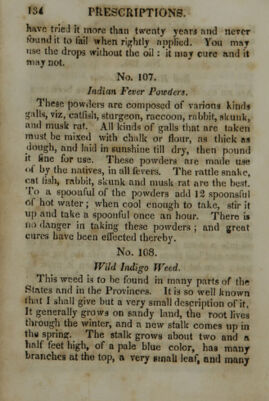 134 PRESCRIPTIONS.
have tried it more than twenty years and never
found it to fail when rightly applied. You may
use the drops without the oil : it may cure and it
may not.
No. 107.
Indian Fever Powders.
These powders are composed of various kinds
galls, viz, catfish, sturgeon, raccoon, rabbit, skunk,
and musk rat. All kinds of galls that are taken
must be mixed with chalk or flour, as thick as
dough, and laid in sunshine till dry, then pound
it fine for use. These powders are made use
of by the natives, in all fevers. The rattle snake,
cat fish, rabbit, skunk and musk rat are the best.
To a spoonful of the powders add 12 spoonsful
of hot water ; when cool enough to take, stir it
up and take a spoonful once an hour. There is
no danger in taking these powders ; and great
cures have been effected thereby.
No. 108.
Wild Indigo Weed.
This weed is to be found in many parts of the
States and in the Provinces. It is so well known
that I shall give but a very small description of it.
It generally grows on sandy land, the root lives
through the winter, and a new stalk comes up in
the spring. The stalk grows about two and a
half feet high, of a pale blue color, has many
branches at the top, a very small leaf, and many